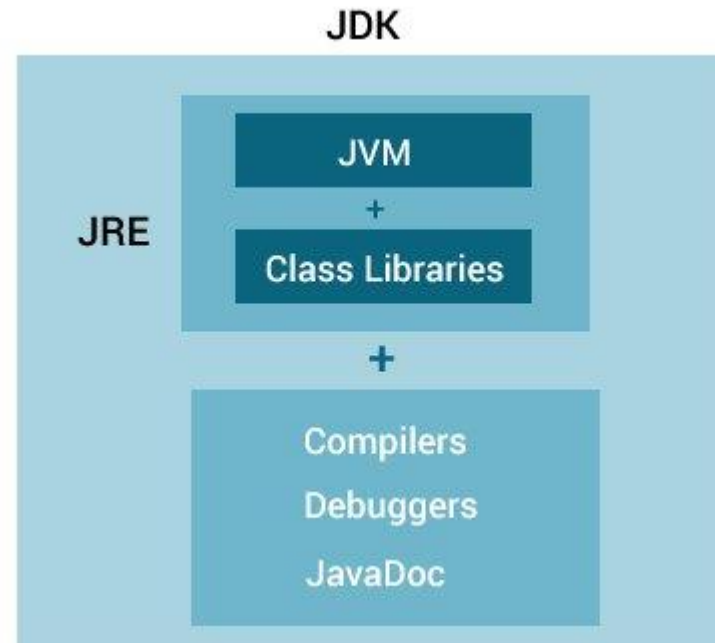 JDK
JVM
+
JRE
Class Libraries
+
Compilers
Debuggers
JavaDoc